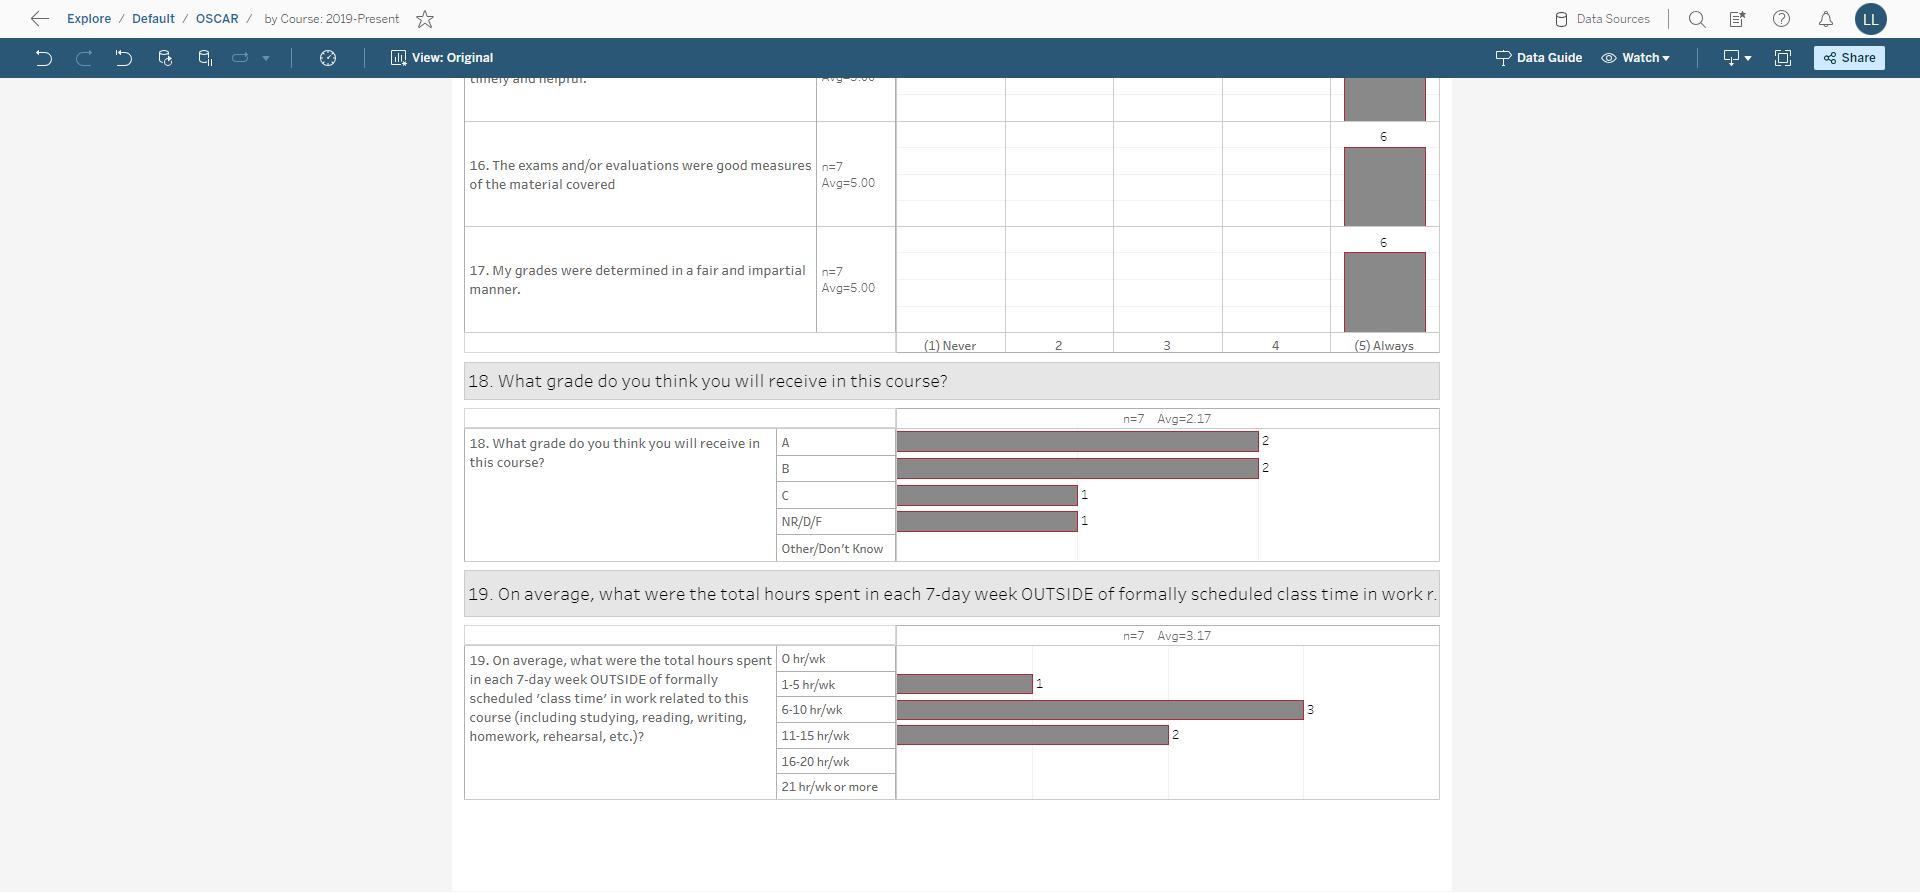 Explore / Default / OSCAR / by Course: 2019-Present
Data Sources
LL
View: Original
Data Guide
Watch
Share
timely and helpful.
Avg=5.00
16. The exams and/or evaluations were good measures
of the material covered
n=7
Avg=5.00
6
17. My grades were determined in a fair and impartial
manner.
n=7
Avg=5.00
6
(1) Never 2 3 4 (5) Always
18. What grade do you think you will receive in this course?
n=7 Avg=2.17
18. What grade do you think you will receive in
this course?
A 2
B 2
C 1
NR/D/F 1
Other/Don't Know
19. On average, what were the total hours spent in each 7-day week OUTSIDE of formally scheduled class time in work r.
n=7 Avg=3.17
19. On average, what were the total hours spent
in each 7-day week OUTSIDE of formally
scheduled ‘class time’ in work related to this
course (including studying, reading, writing,
homework, rehearsal, etc.)?
0 hr/wk
1-5 hr/wk 1
6-10 hr/wk 3
11-15 hr/wk 2
16-20 hr/wk
21 hr/wk or more